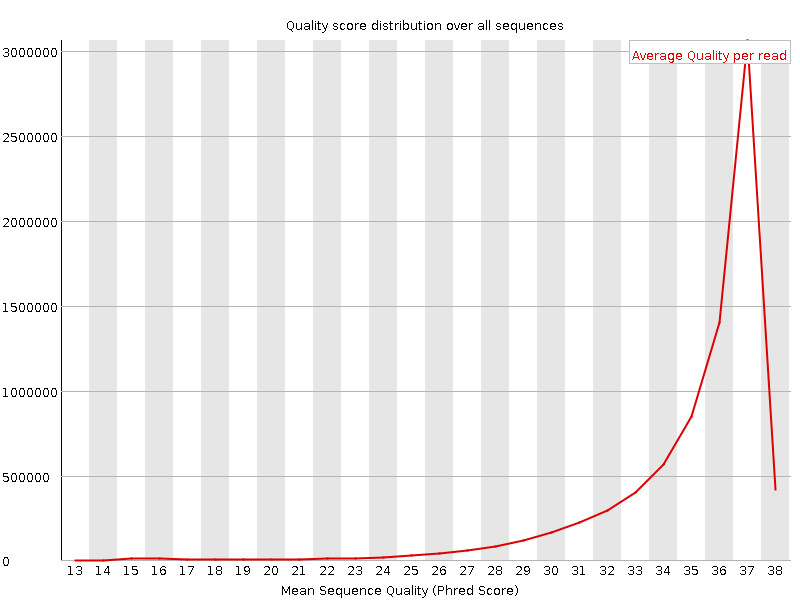 Quality score distribution over all sequences
3000000
Average Quality per read
2500000
2000000
1500000
1000000
500000
0
13 14 15 16 17 18 19 20 21 22 23 24 25 26 27 28 29 30 31 32 33 34 35 36 37 38
Mean Sequence Quality (Phred Score)